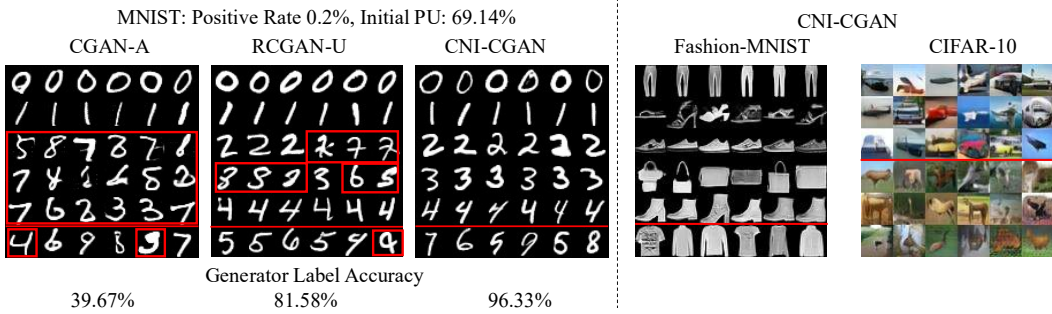 MNIST: Positive Rate 0.2%, Initial PU: 69.14%
CGAN-A RCGAN-U CNI-CGAN
Generator Label Accuracy
39.67% 81.58% 96.33%
CNI-CGAN
Fashion-MNIST CIFAR-10